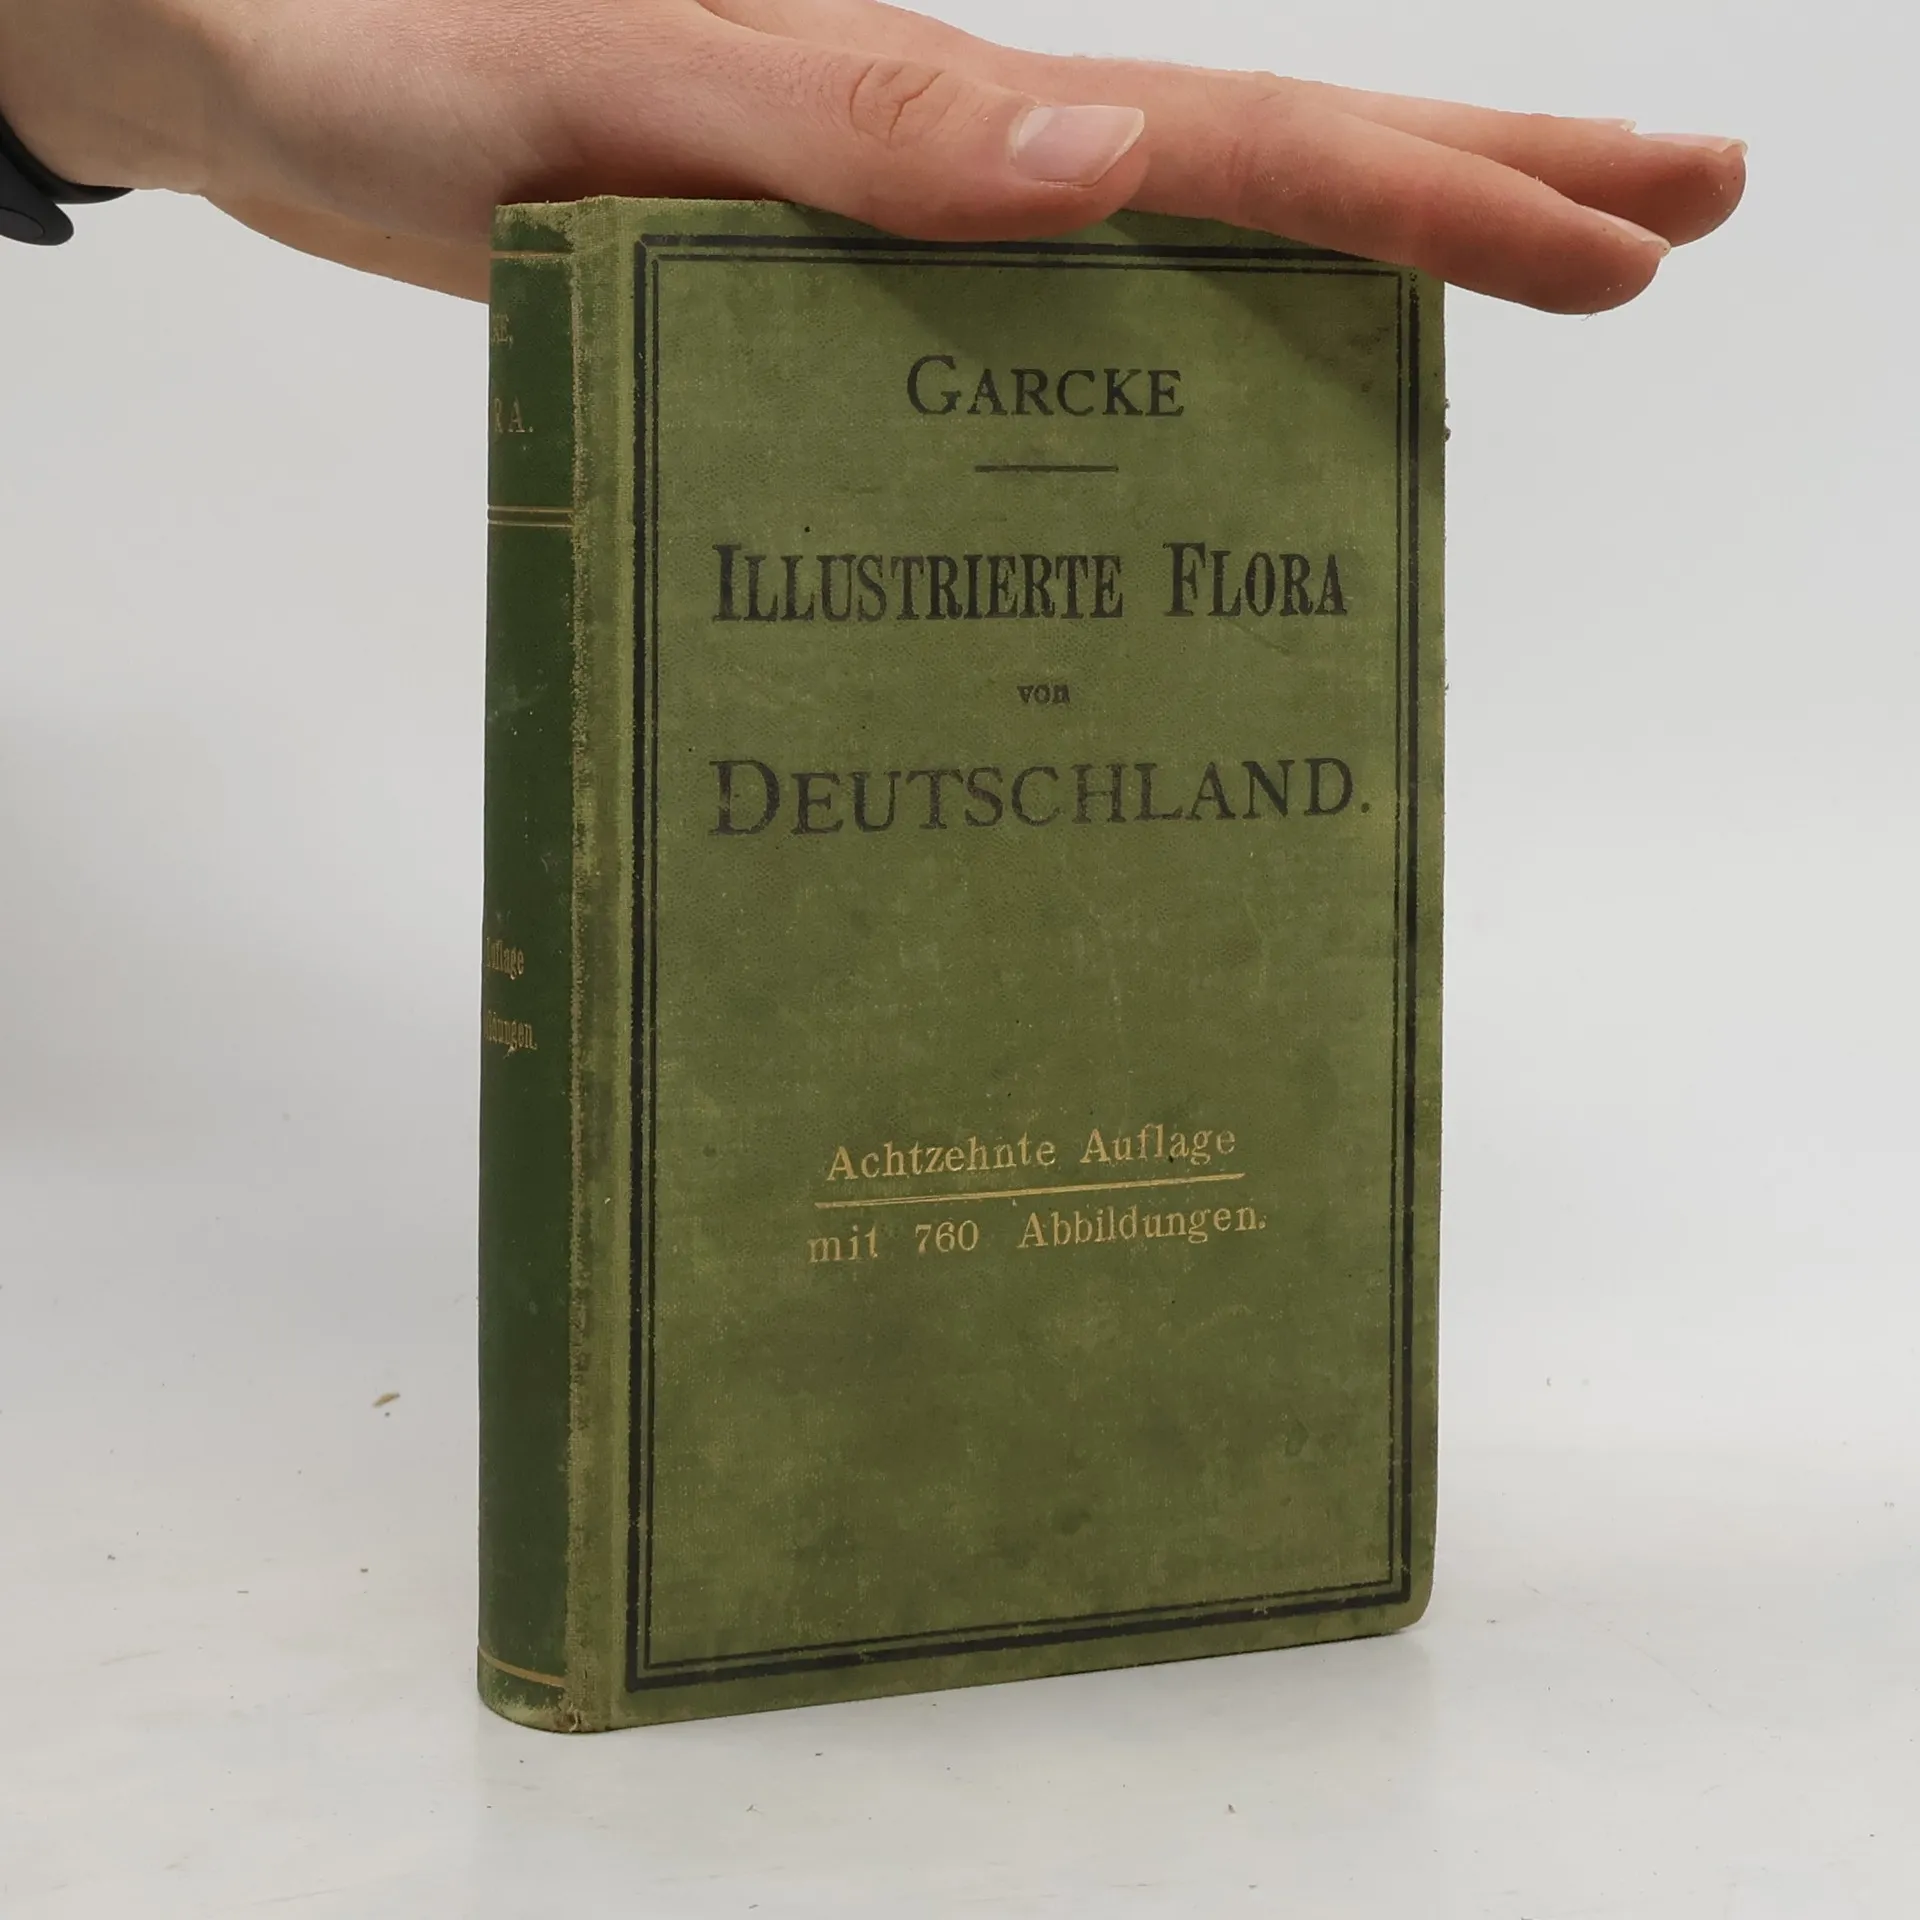 GARCKE
ILLUSTRIERTE FLORA
von
DEUTSCHLAND.
Achtzehnte Auflage
mit 760 Abbildungen.